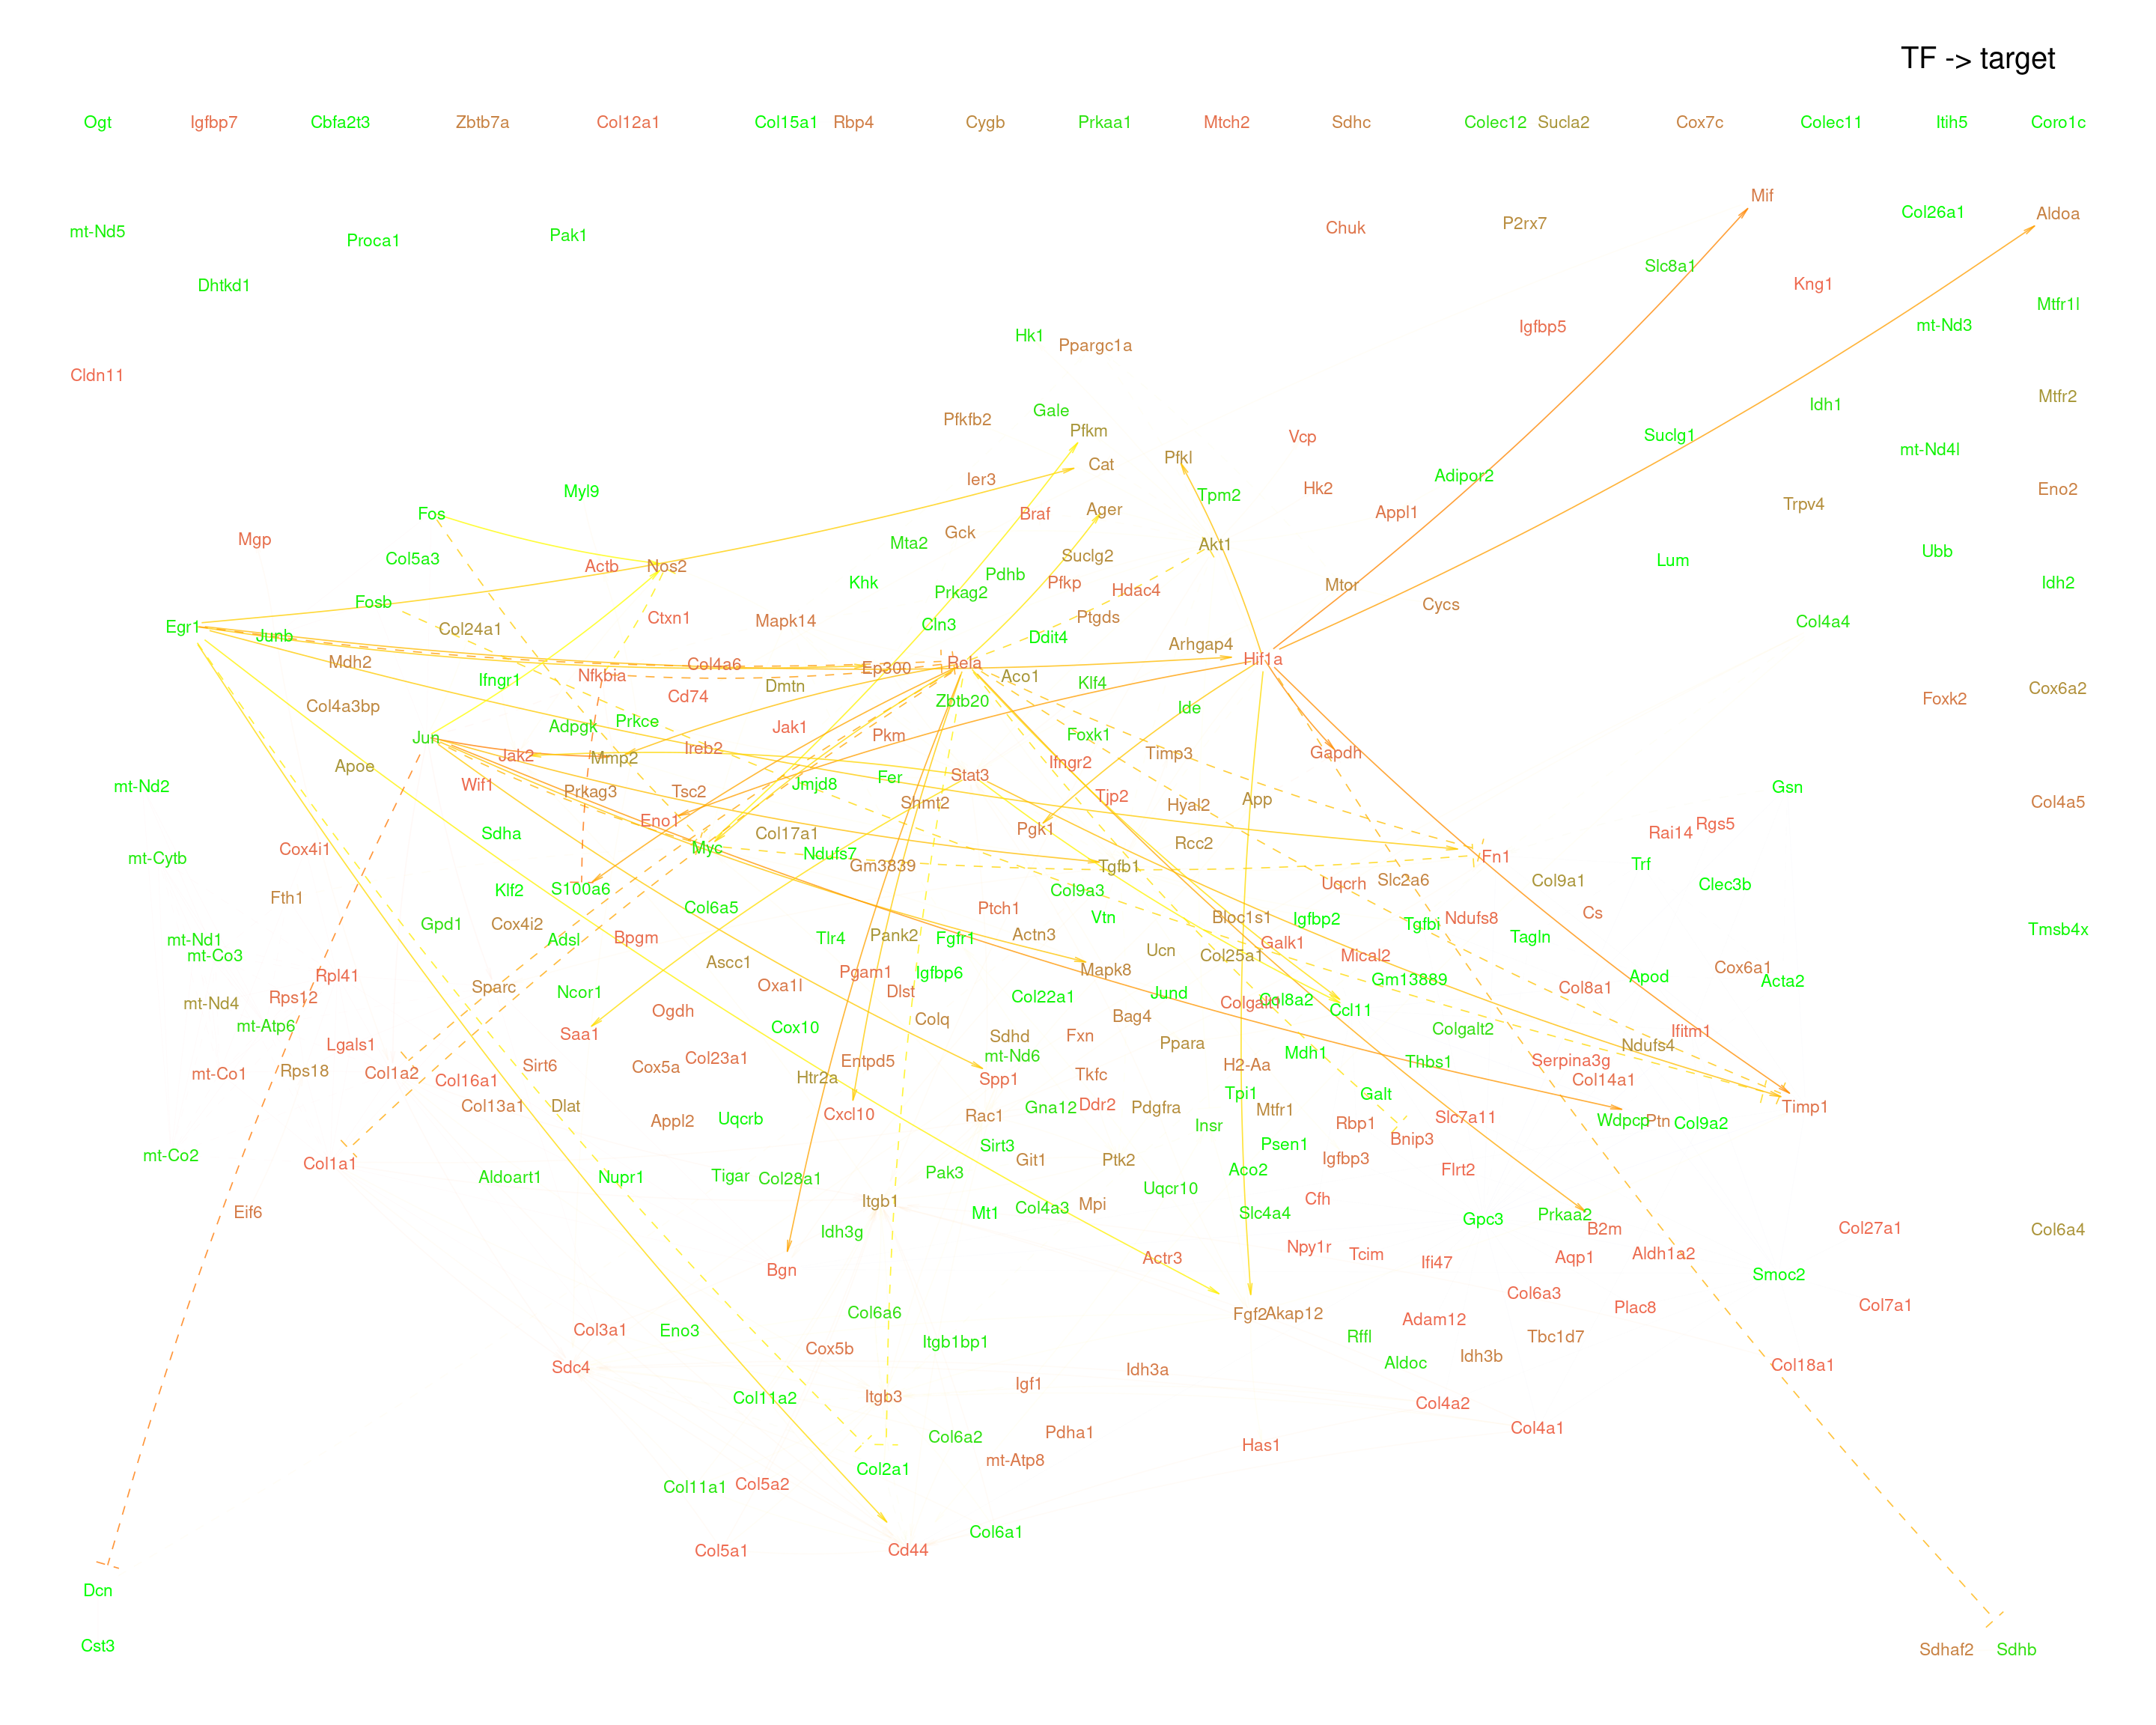 TF -> target
Ogt Igfbp7 Cbfa2t3 Zbtb7a Col12a1 Col15a1 Rbp4 Cygb Prkaa1 Mtch2 Sdhc Colec12 Sucla2 Cox7c Colec11 Itih5 Coro1c
Mif
Col26a1 Aldoa
P2rx7
Chuk
mt-Nd5 Pak1
Proca1
Slc8a1
Dhtkd1 Kng1
Mtfr1l
Igfbp5 mt-Nd3
Hk1
Ppargc1a
Cldn11
Mtfr2
Idh1
Gale
Pfkfb2
Pfkm
Vcp Suclg1
mt-Nd4l
Pfkl
Cat
Ier3 Adipor2
Myl9 Tpm2 Hk2 Eno2
Trpv4
Fos Ager Braf Appl1
Mgp Gck
Mta2 Akt1
Ubb
Col5a3 Suclg2 Lum
Actb Nos2
Khk Pdhb Pfkp Mtor Idh2
Prkag2 Hdac4
Fosb Cycs
Ctxn1 Mapk14 Ptgds
Egr1 Col24a1 Cln3 Col4a4
Junb Ddit4
Arhgap4
Mdh2 Col4a6 Ep300 Rela Hif1a
Ifngr1 Nfkbia Dmtn Aco1 Klf4
Cd74 Cox6a2
Col4a3bp Zbtb20 Ide Foxk2
Adpgk Prkce Jak1
Jun Pkm Foxk1
Jak2 Mmp2 Ireb2 Timp3 Gapdh
Apoe Ifngr2
Stat3
mt-Nd2 Wif1 Prkag3 Tsc2 Jmjd8 Fer Gsn
Shmt2 Tjp2 Hyal2 App Col4a5
Eno1 Pgk1 Rgs5
Sdha Col17a1 Rai14
Cox4i1 Myc Ndufs7 Rcc2
mt-Cytb Gm3839 Tgfb1 Fn1 Trf
Klf2 S100a6 Col9a3 Uqcrh Slc2a6 Col9a1 Clec3b
Fth1 Col6a5 Ptch1
Gpd1 Cox4i2 Vtn Bloc1s1 Igfbp2 Tgfbi Ndufs8 Cs
mt-Nd1 Adsl Bpgm Tlr4 Pank2 Fgfr1 Actn3 Galk1 Tagln Tmsb4x
mt-Co3 Ascc1 Ucn Col25a1 Mical2
Rpl41 Pgam1 Igfbp6 Mapk8 Gm13889 Apod Cox6a1
Sparc Oxa1l Acta2
mt-Nd4 Rps12 Ncor1 Dlst Col22a1 Jund Colgalt1 Col8a2 Col8a1
Ogdh Ccl11
mt-Atp6 Saa1 Cox10 Colq Bag4 Colgalt2 Ifitm1
Lgals1 Sdhd Fxn Ppara Ndufs4
mt-Nd6 Mdh1
mt-Co1 Rps18 Col1a2 Sirt6 Cox5a Col23a1 Entpd5 H2-Aa Thbs1 Serpina3g
Col16a1 Htr2a Spp1 Tkfc Col14a1
Col13a1 Dlat Gna12 Ddr2 Pdgfra Tpi1 Galt Timp1
Appl2 Uqcrb Cxcl10 Rac1 Mtfr1 Slc7a11 Wdpcp Ptn Col9a2
Insr Rbp1
mt-Co2 Sirt3 Psen1 Bnip3
Col1a1 Git1 Ptk2 Igfbp3
Aldoart1 Nupr1 Tigar Col28a1 Pak3 Aco2 Flrt2
Uqcr10
Itgb1 Mpi Cfh
Eif6 Mt1 Col4a3 Slc4a4 Gpc3 Prkaa2
Idh3g B2m Col27a1 Col6a4
Npy1r Tcim
Bgn Actr3 Ifi47 Aqp1 Aldh1a2
Smoc2
Col6a3
Col6a6 Fgf2 Akap12 Plac8 Col7a1
Col3a1 Eno3 Adam12
Cox5b Itgb1bp1 Rffl Tbc1d7
Sdc4 Idh3a Aldoc Idh3b Col18a1
Col11a2 Itgb3 Igf1
Col4a2
Col6a2 Pdha1 Col4a1
Has1
Col2a1 mt-Atp8
Col11a1 Col5a2
Col6a1
Col5a1 Cd44
Dcn
Cst3 Sdhaf2 Sdhb